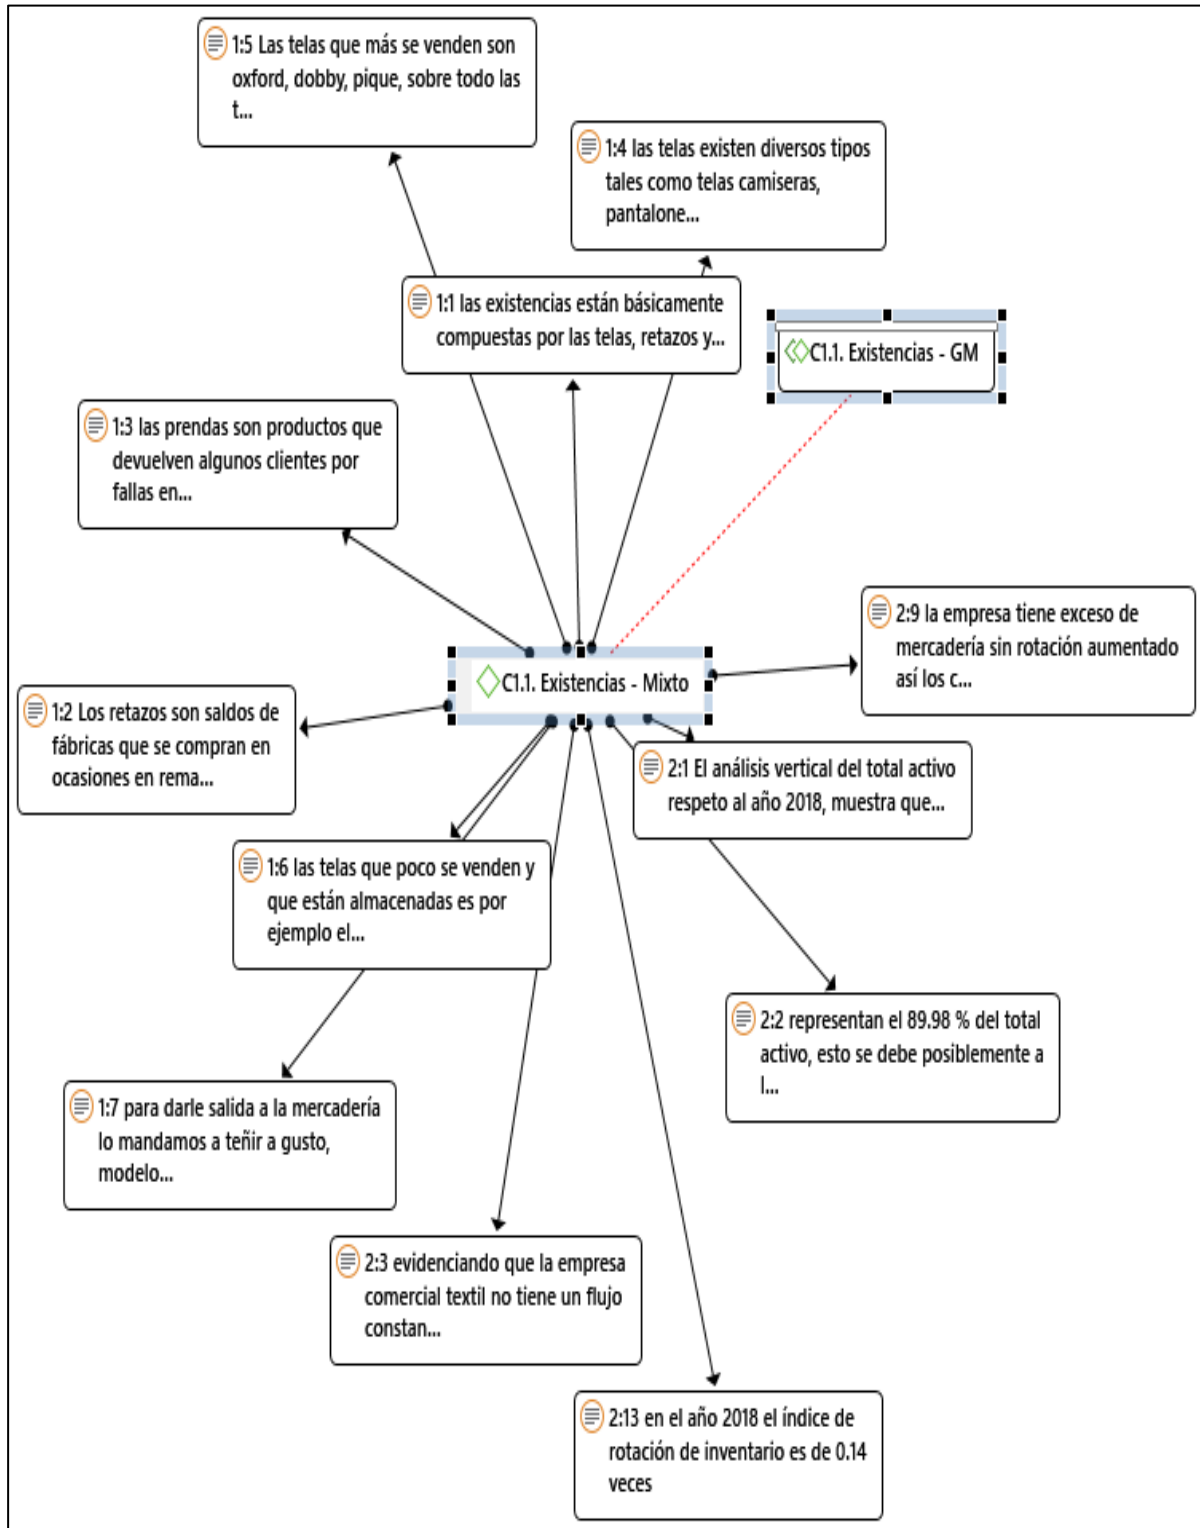 1:5 Las telas que más se venden son
oxford, dobby, pique, sobre todo las
t...
1:4 las telas existen diversos tipos
tales como telas camiseras,
pantalone...
1:1 las existencias están básicamente
compuestas por las telas, retazos y...
C1.1. Existencias - GM
1:3 las prendas son productos que
devuelven algunos clientes por
fallas en...
2:9 la empresa tiene exceso de
mercadería sin rotación aumentado
así los c...
C1.1. Existencias - Mixto
1:2 Los retazos son saldos de
fábricas que se compran en
ocasiones en rema...
2:1 El análisis vertical del total activo
respeto al año 2018, muestra que...
1:6 las telas que poco se venden y
que están almacenadas es por
ejemplo el...
2:2 representan el 89.98 % del total
activo, esto se debe posiblemente a
l...
1:7 para darle salida a la mercadería
lo mandamos a teñir a gusto,
modelo...
2:3 evidenciando que la empresa
comercial textil no tiene un flujo
constan...
2:13 en el año 2018 el índice de
rotación de inventario es de 0.14
veces